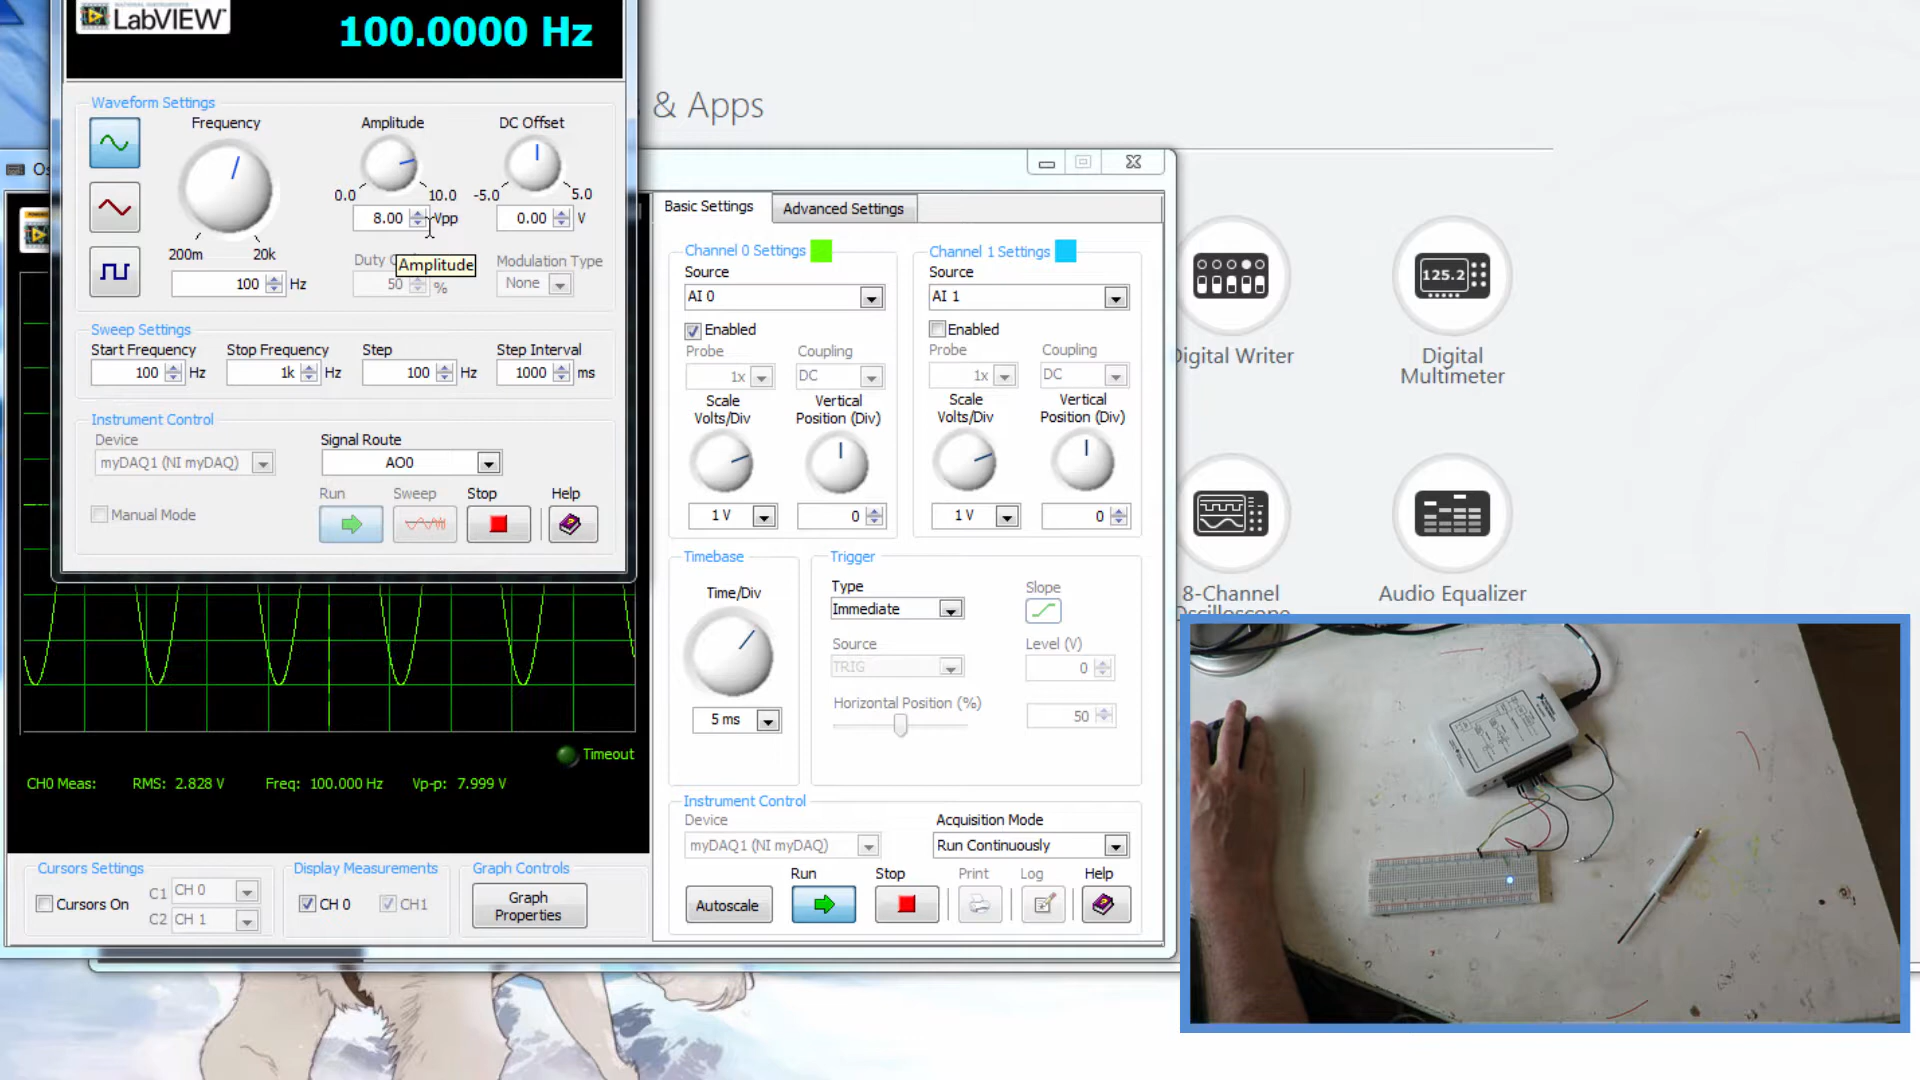 LabVIEW
100.0000 Hz
& Apps
Waveform Settings
Frequency
Amplitude
DC Offset
0.0
10.0
-5.0
5.0
8.00
Vpp
0.00
V
200m
20k
100
Hz
Duty
50
%
Amplitude
Modulation Type
None
Sweep Settings
Start Frequency
Stop Frequency
Step
Step Interval
100 Hz
1k Hz
100 Hz
1000 ms
Instrument Control
Device
Signal Route
myDAQ1 (NI myDAQ)
AO0
Run
Sweep
Stop
Help
Manual Mode
Basic Settings
Advanced Settings
Channel 0 Settings
Source
AI 0
Enabled
Probe
Coupling
1x
DC
Scale
Volts/Div
Vertical
Position (Div)
1 V
0
Channel 1 Settings
Source
AI 1
Enabled
Probe
Coupling
1x
DC
Scale
Volts/Div
Vertical
Position (Div)
1 V
0
Timebase
Time/Div
5 ms
Trigger
Type
Immediate
Slope
Source
TRIG
Level (V)
0
Horizontal Position (%)
50
Timeout
CH0 Meas: RMS: 2.828 V Freq: 100.000 Hz Vp-p: 7.999 V
Cursors Settings
Cursors On
C1 CH 0
C2 CH 1
Display Measurements
CH 0
CH1
Graph Controls
Graph
Properties
Instrument Control
Device
myDAQ1 (NI myDAQ)
Acquisition Mode
Run Continuously
Autoscale
Run
Stop
Print
Log
Help
Digital Writer
125.2
Digital
Multimeter
8-Channel
Oscilloscope
Audio Equalizer